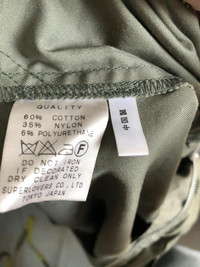 QUALITY
60% COTTON
35% NYLON
5% POLYURETHANE
F
DO NOT IRON
IF DECORATED
DRY CLEAN ONLY
SUPERLOVERS CO., LTD
TOKYO JAPAN
中国製